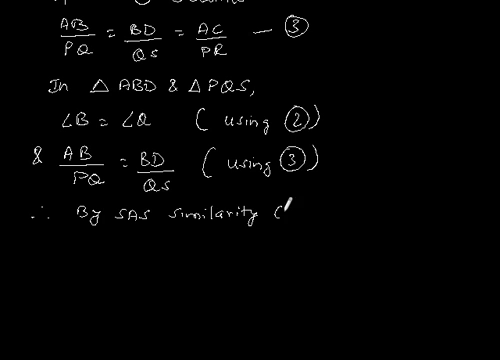 AB/PQ = BD/QS = AC/PR — ③
In △ABD & △PQS,
∠B = ∠Q (using ②)
& AB/PQ = BD/QS (using ③)
∴ By SAS similarity (